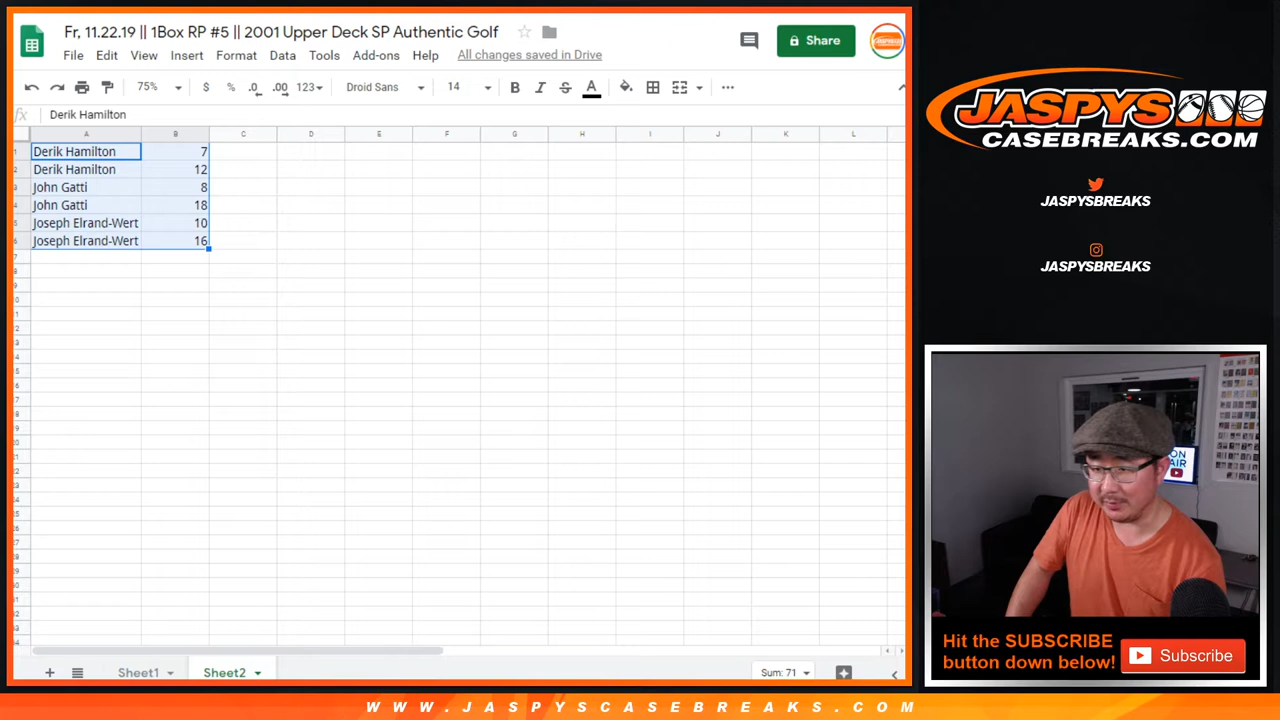 Fr, 11.22.19 || 1Box RP #5 || 2001 Upper Deck SP Authentic Golf
File Edit View Insert Format Data Tools Add-ons Help All changes saved in Drive
Share
75% $ % .0 .00 123 Droid Sans 14 B I S A
fx Derik Hamilton
A B C D E F G H I J K L
Derik Hamilton 7
Derik Hamilton 12
John Gatti 8
John Gatti 18
Joseph Elrand-Wert 10
Joseph Elrand-Wert 16
Sheet1 Sheet2 Sum: 71
JASPYS
CASEBREAKS.COM
JASPYSBREAKS
JASPYSBREAKS
ON
AIR
Hit the SUBSCRIBE
button down below!
Subscribe
WWW.JASPYSCASEBREAKS.COM